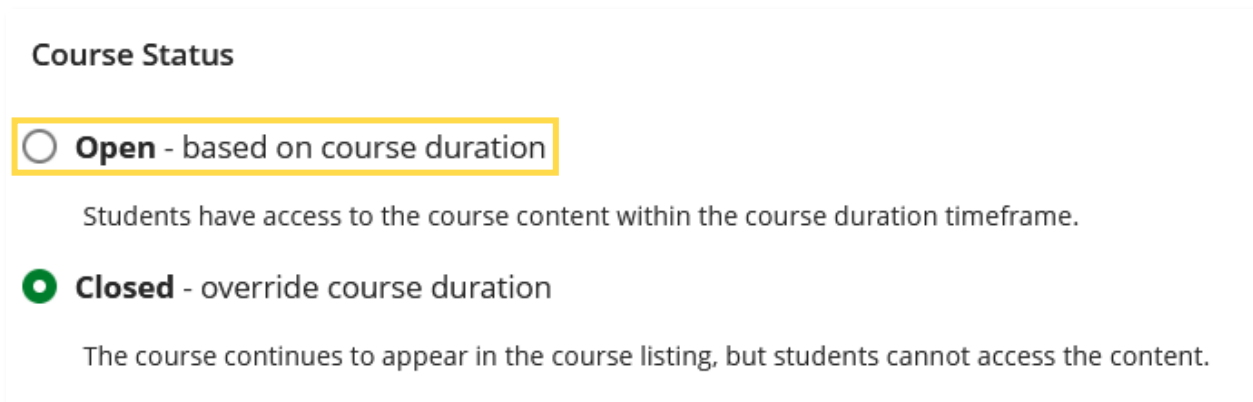 Course Status
Open - based on course duration
Students have access to the course content within the course duration timeframe.
Closed - override course duration
The course continues to appear in the course listing, but students cannot access the content.